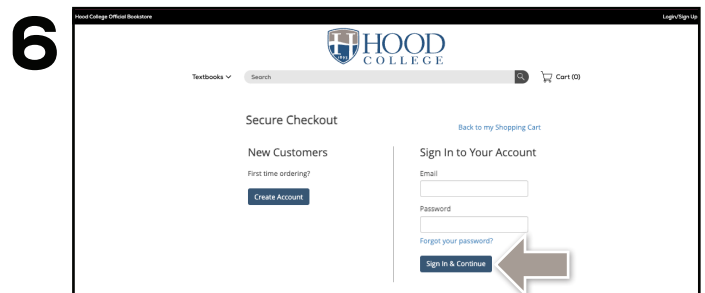 6
Hood College Official Bookstore Login/Sign Up
1893
HOOD
COLLEGE
Textbooks Search Cart (0)
Secure Checkout
Back to my Shopping Cart
New Customers
First time ordering?
Create Account
Sign In to Your Account
Email
Password
Forgot your password?
Sign In & Continue